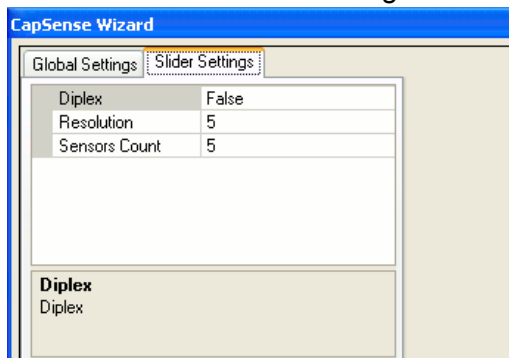 CapSense Wizard
Global Settings Slider Settings
Diplex False
Resolution 5
Sensors Count 5
Diplex
Diplex